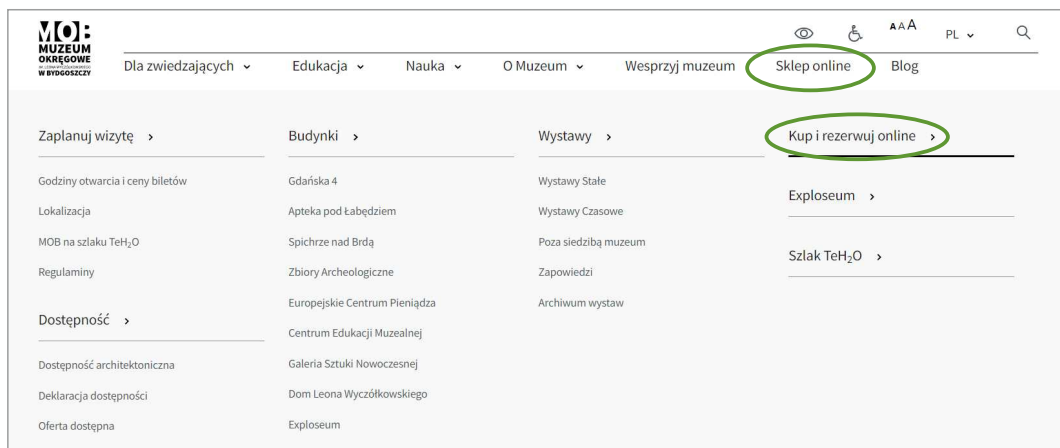 MOB
MUZEUM
OKRĘGOWE
IM. LEONA WYCZÓŁKOWSKIEGO
W BYDGOSZCZY
A A A
PL
Dla zwiedzających
Edukacja
Nauka
O Muzeum
Wesprzyj muzeum
Sklep online
Blog
Zaplanuj wizytę >
Godziny otwarcia i ceny biletów
Lokalizacja
MOB na szlaku TeH₂O
Regulaminy
Dostępność >
Dostępność architektoniczna
Deklaracja dostępności
Oferta dostępna
Budynki >
Gdańska 4
Apteka pod Łabędziem
Spichrze nad Brdą
Zbiory Archeologiczne
Europejskie Centrum Pieniądza
Centrum Edukacji Muzealnej
Galeria Sztuki Nowoczesnej
Dom Leona Wyczółkowskiego
Exploseum
Wystawy >
Wystawy Stałe
Wystawy Czasowe
Poza siedzibą muzeum
Zapowiedzi
Archiwum wystaw
Kup i rezerwuj online >
Exploseum >
Szlak TeH₂O >